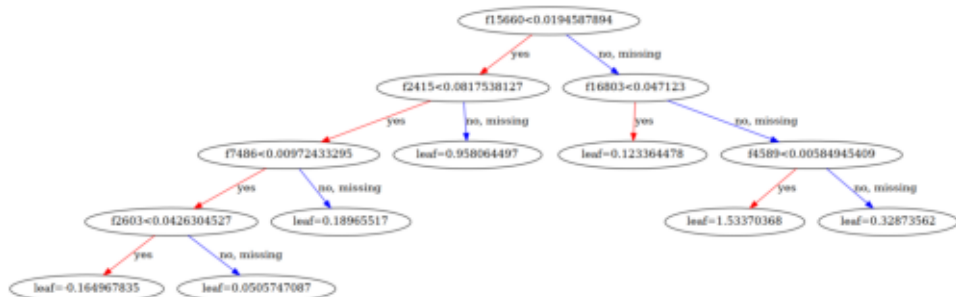 f15660<0.0194587894
yes
no, missing
f2415<0.0817538127
f16803<0.047123
yes
no, missing
yes
no, missing
f7486<0.00972433295
leaf=0.958064497
leaf=0.123364478
f4589<0.00584945409
yes
no, missing
yes
no, missing
f2603<0.0426304527
leaf=0.18965517
leaf=1.53370368
leaf=0.32873562
yes
no, missing
leaf=-0.164967835
leaf=0.0505747087